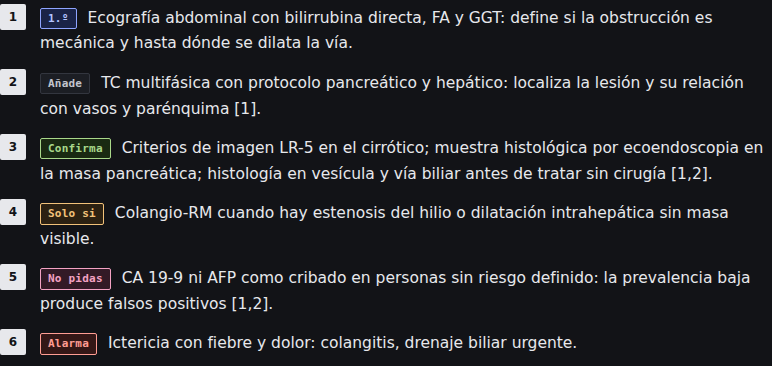 1 1.º Ecografía abdominal con bilirrubina directa, FA y GGT: define si la obstrucción es
mecánica y hasta dónde se dilata la vía.
2 Añade TC multifásica con protocolo pancreático y hepático: localiza la lesión y su relación
con vasos y parénquima [1].
3 Confirma Criterios de imagen LR-5 en el cirrótico; muestra histológica por ecoendoscopia en
la masa pancreática; histología en vesícula y vía biliar antes de tratar sin cirugía [1,2].
4 Solo si Colangio-RM cuando hay estenosis del hilio o dilatación intrahepática sin masa
visible.
5 No pidas CA 19-9 ni AFP como cribado en personas sin riesgo definido: la prevalencia baja
produce falsos positivos [1,2].
6 Alarma Ictericia con fiebre y dolor: colangitis, drenaje biliar urgente.